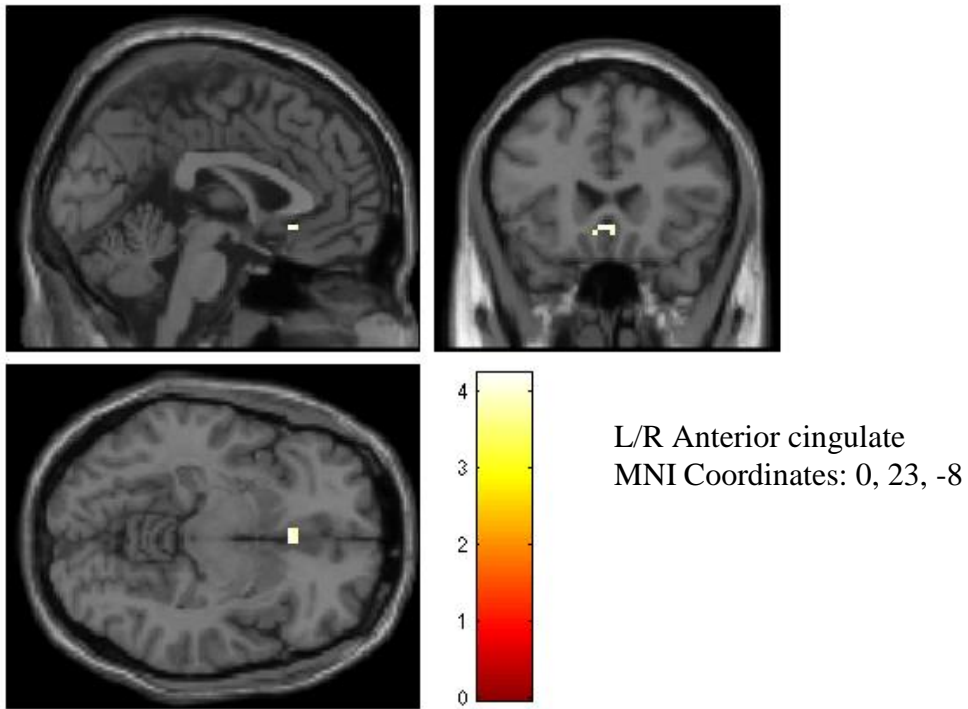 4
3
2
1
0
L/R Anterior cingulate
MNI Coordinates: 0, 23, -8